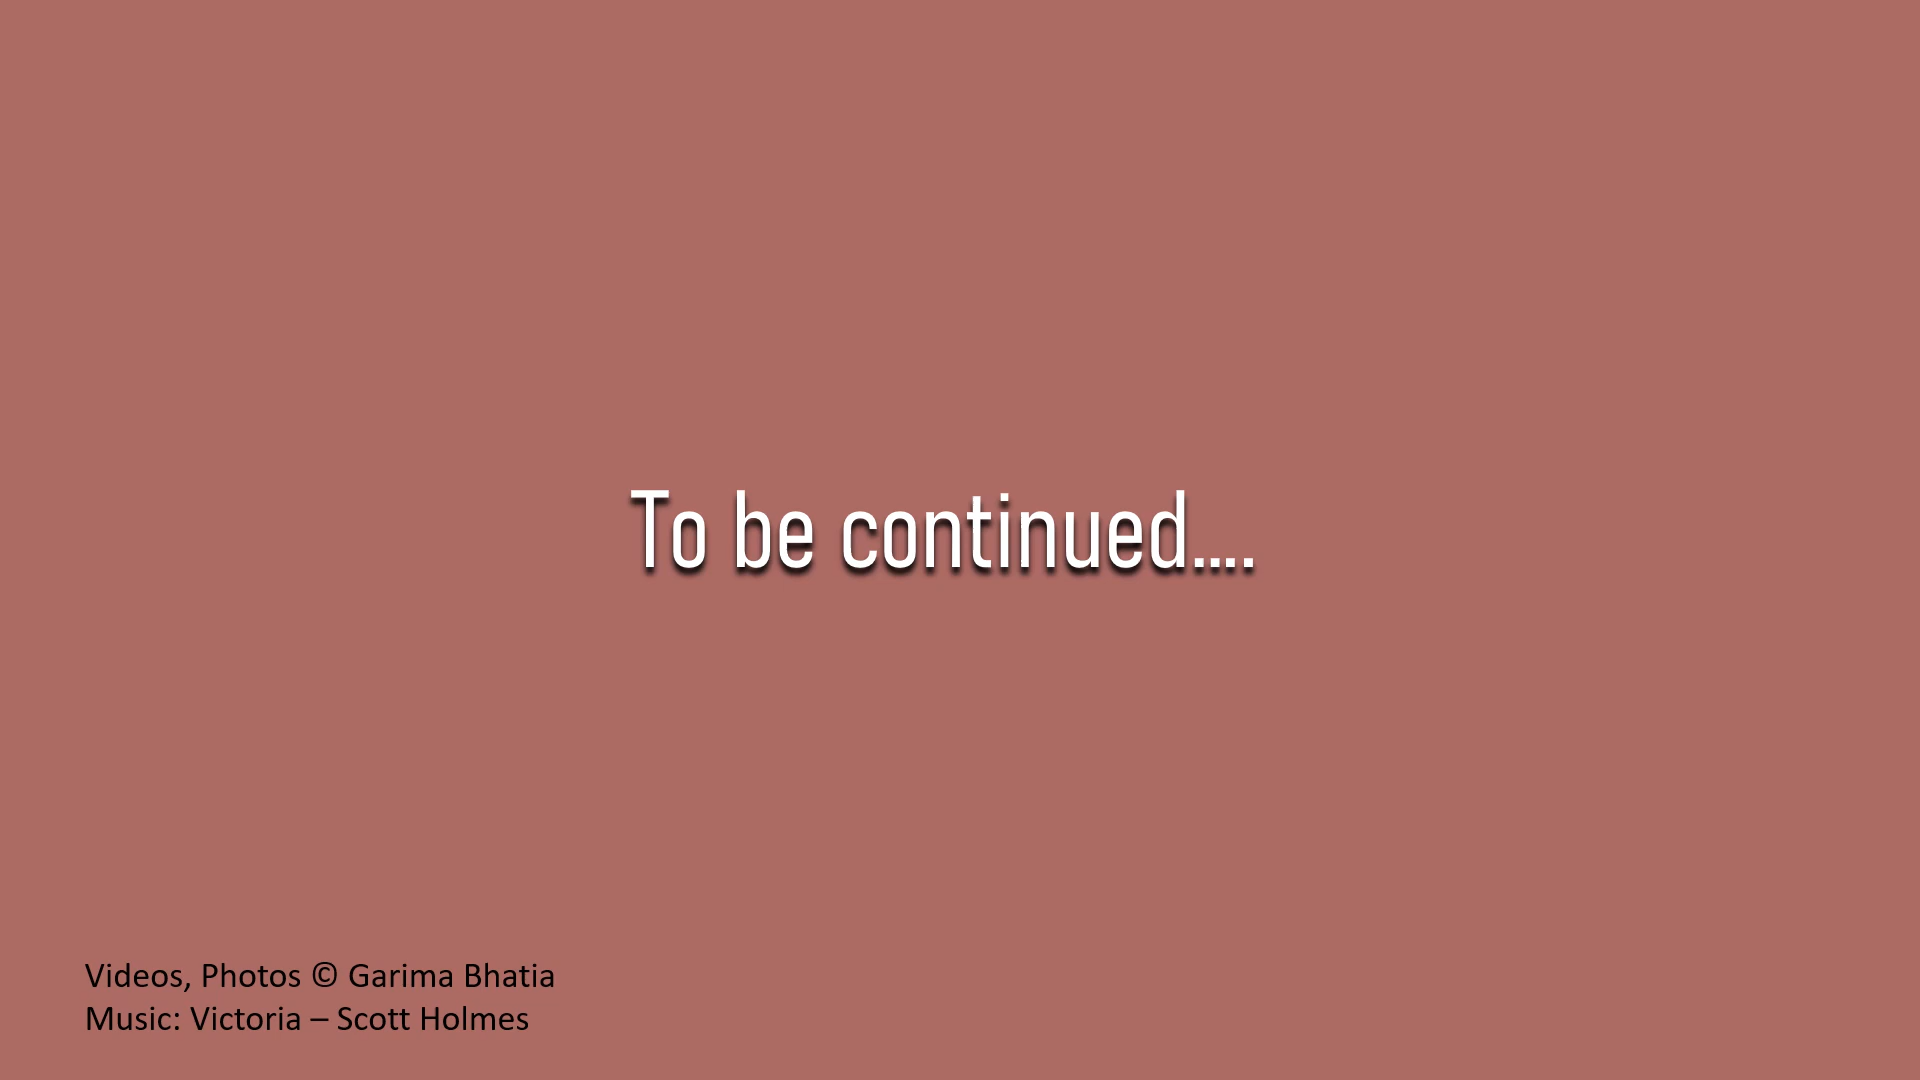 To be continued....
Videos, Photos © Garima Bhatia
Music: Victoria – Scott Holmes